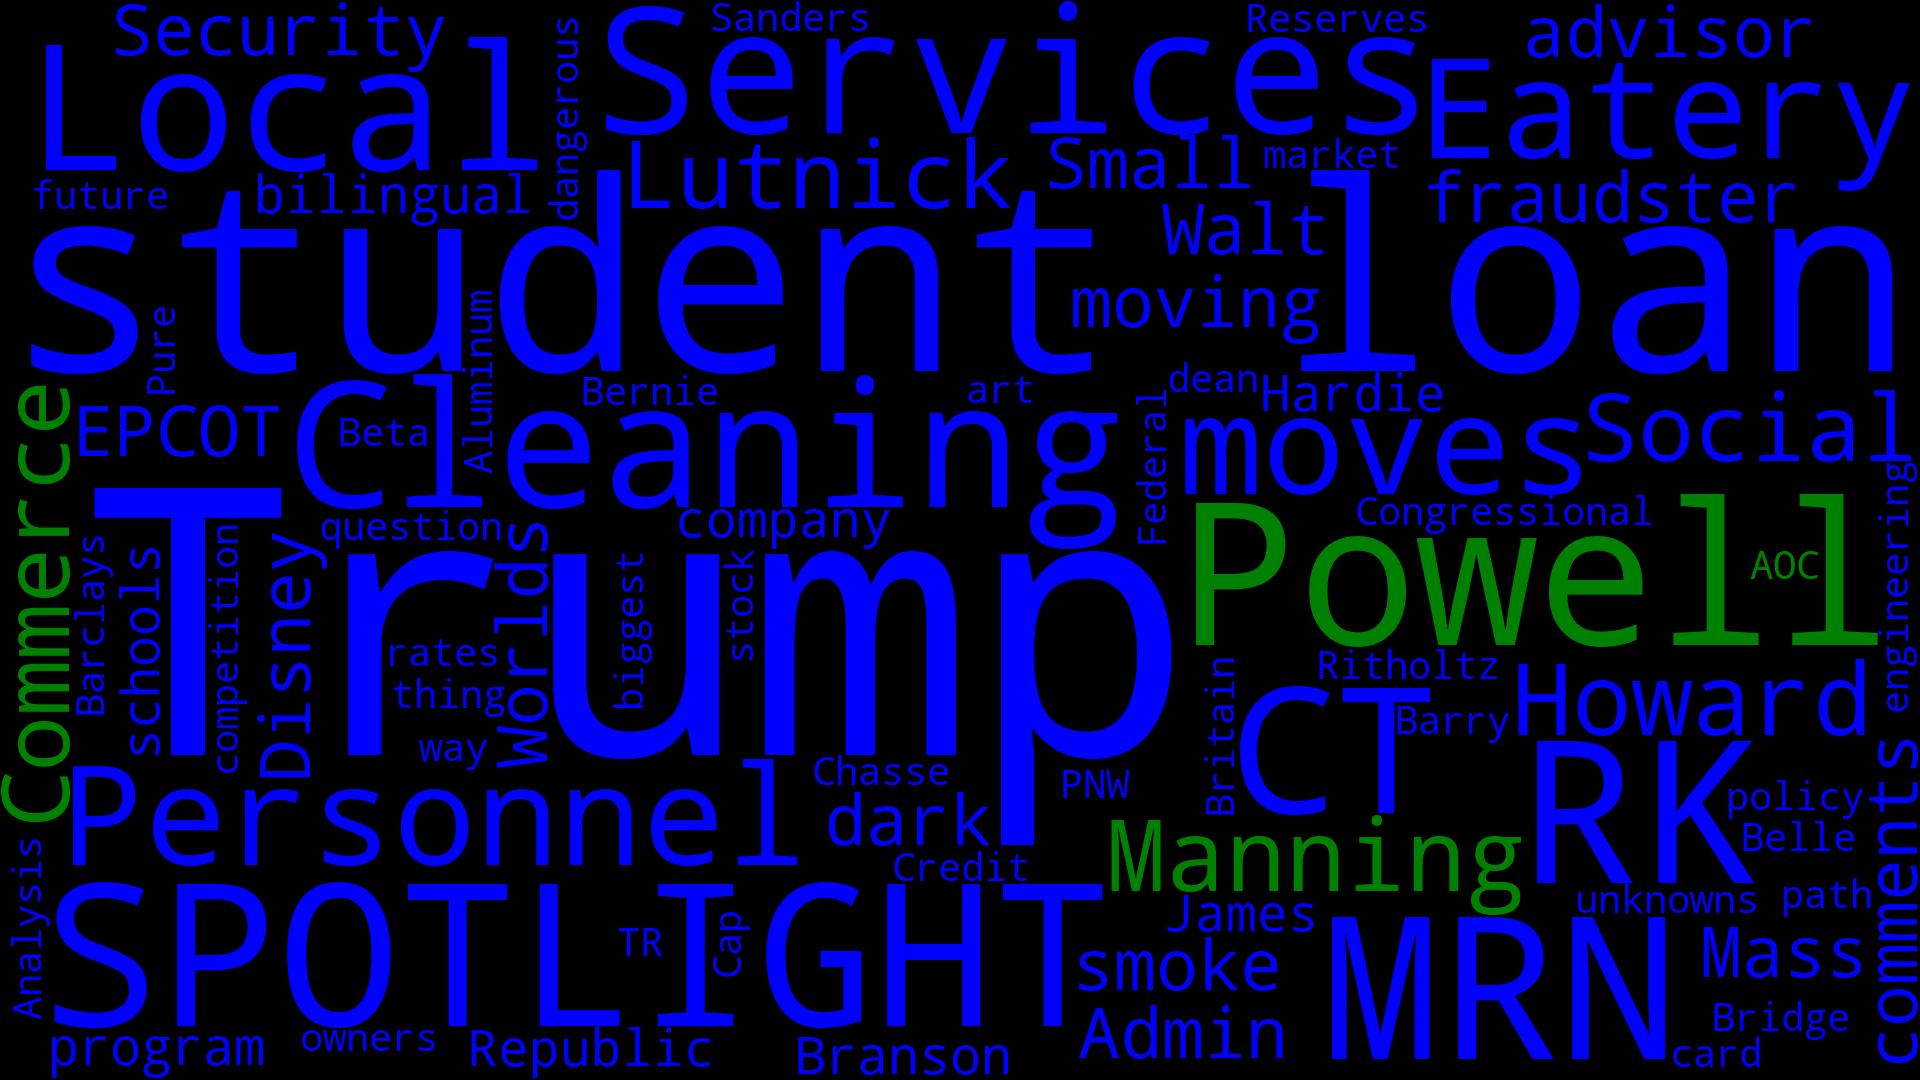 Security
Sanders
Reserves
advisor
Local
dangerous
Services
Eatery
future
bilingual
Lutnick
Small
market
fraudster
student
Walt
loan
moving
Pure
Aluminum
Commerce
EPCOT
Cleaning
Beta
Bernie
art
Federal
dean
Hardie
moves
Social
question
Worlds
company
Powell
Congressional
AOC
engineering
Barclays
schools
competition
Disney
Trump
rates
thing
way
biggest
stock
Ritholtz
Britain
CT
Barry
Howard
Personnel
Chasse
dark
PNW
RK
policy
Belle
comments
Credit
Manning
unknowns
path
Analysis
SPOTLIGHT
TR
Cap
James
smoke
MRN
Mass
Bridge
card
program
owners
Republic
Branson
Admin